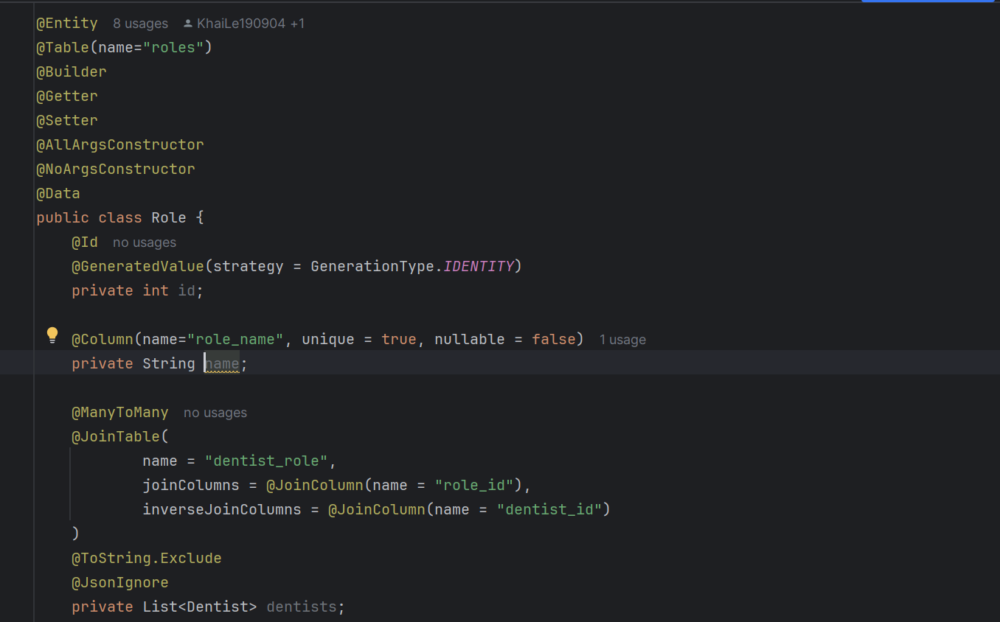 @Entity 8 usages KhaiLe190904 +1
@Table(name="roles")
@Builder
@Getter
@Setter
@AllArgsConstructor
@NoArgsConstructor
@Data
public class Role {
@Id no usages
@GeneratedValue(strategy = GenerationType.IDENTITY)
private int id;
@Column(name="role_name", unique = true, nullable = false) 1 usage
private String name;
@ManyToMany no usages
@JoinTable(
name = "dentist_role",
joinColumns = @JoinColumn(name = "role_id"),
inverseJoinColumns = @JoinColumn(name = "dentist_id")
)
@ToString.Exclude
@JsonIgnore
private List<Dentist> dentists;